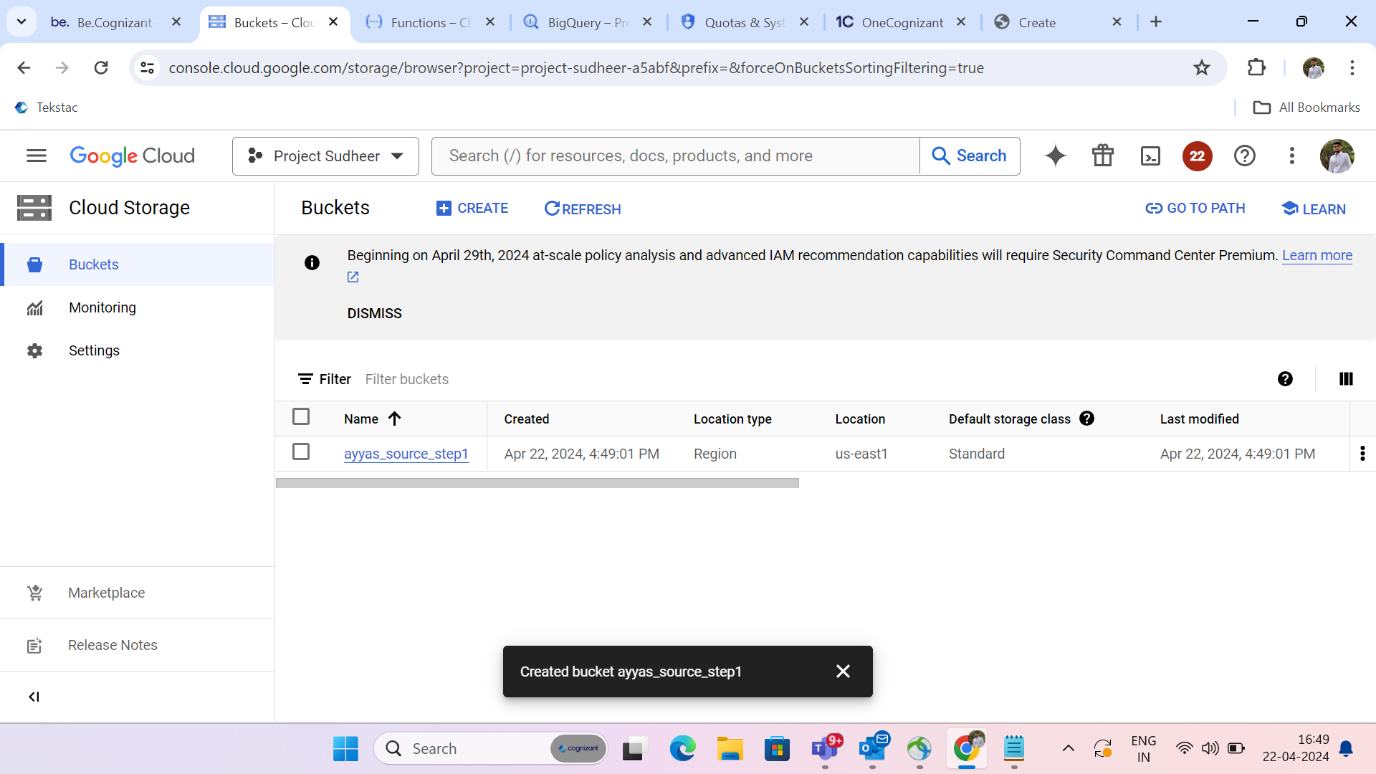 be. Be.Cognizant
Buckets – Clou
Functions – Cl
BigQuery – Pr
Quotas & Syst
1C OneCognizant
Create
console.cloud.google.com/storage/browser?project=project-sudheer-a5abf&prefix=&forceOnBucketsSortingFiltering=true
Tekstac
All Bookmarks
Google Cloud
Project Sudheer
Search (/) for resources, docs, products, and more
Search
22
Cloud Storage
Buckets
CREATE
REFRESH
GO TO PATH
LEARN
Buckets
Monitoring
Settings
Beginning on April 29th, 2024 at-scale policy analysis and advanced IAM recommendation capabilities will require Security Command Center Premium. Learn more
DISMISS
Filter Filter buckets
Name Created Location type Location Default storage class Last modified
ayyas_source_step1 Apr 22, 2024, 4:49:01 PM Region us-east1 Standard Apr 22, 2024, 4:49:01 PM
Marketplace
Release Notes
Created bucket ayyas_source_step1
Search
cognizant
9+
ENG
IN
16:49
22-04-2024